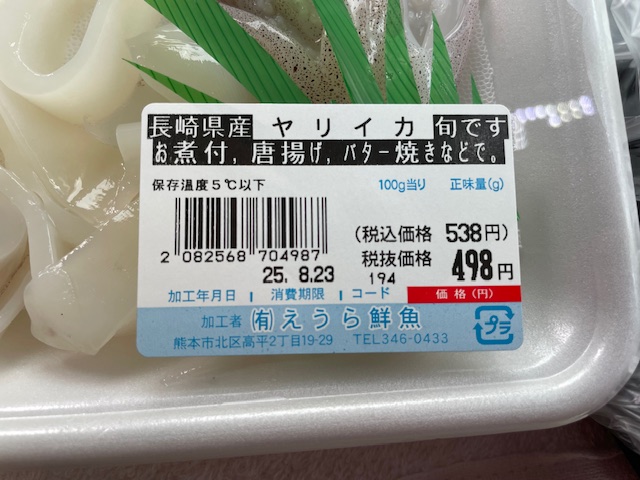 長崎県産 ヤリイカ 旬です
お煮付，唐揚げ，バター焼きなどで。
保存温度5℃以下 100g当り 正味量(g)
2 082568 704987
(税込価格 538円)
税抜価格 498円
25. 8.23 194
加工年月日 消費期限 コード 価格(円)
加工者 (有)えうら鮮魚
熊本市北区高平2丁目19-29 TEL346-0433
プラ